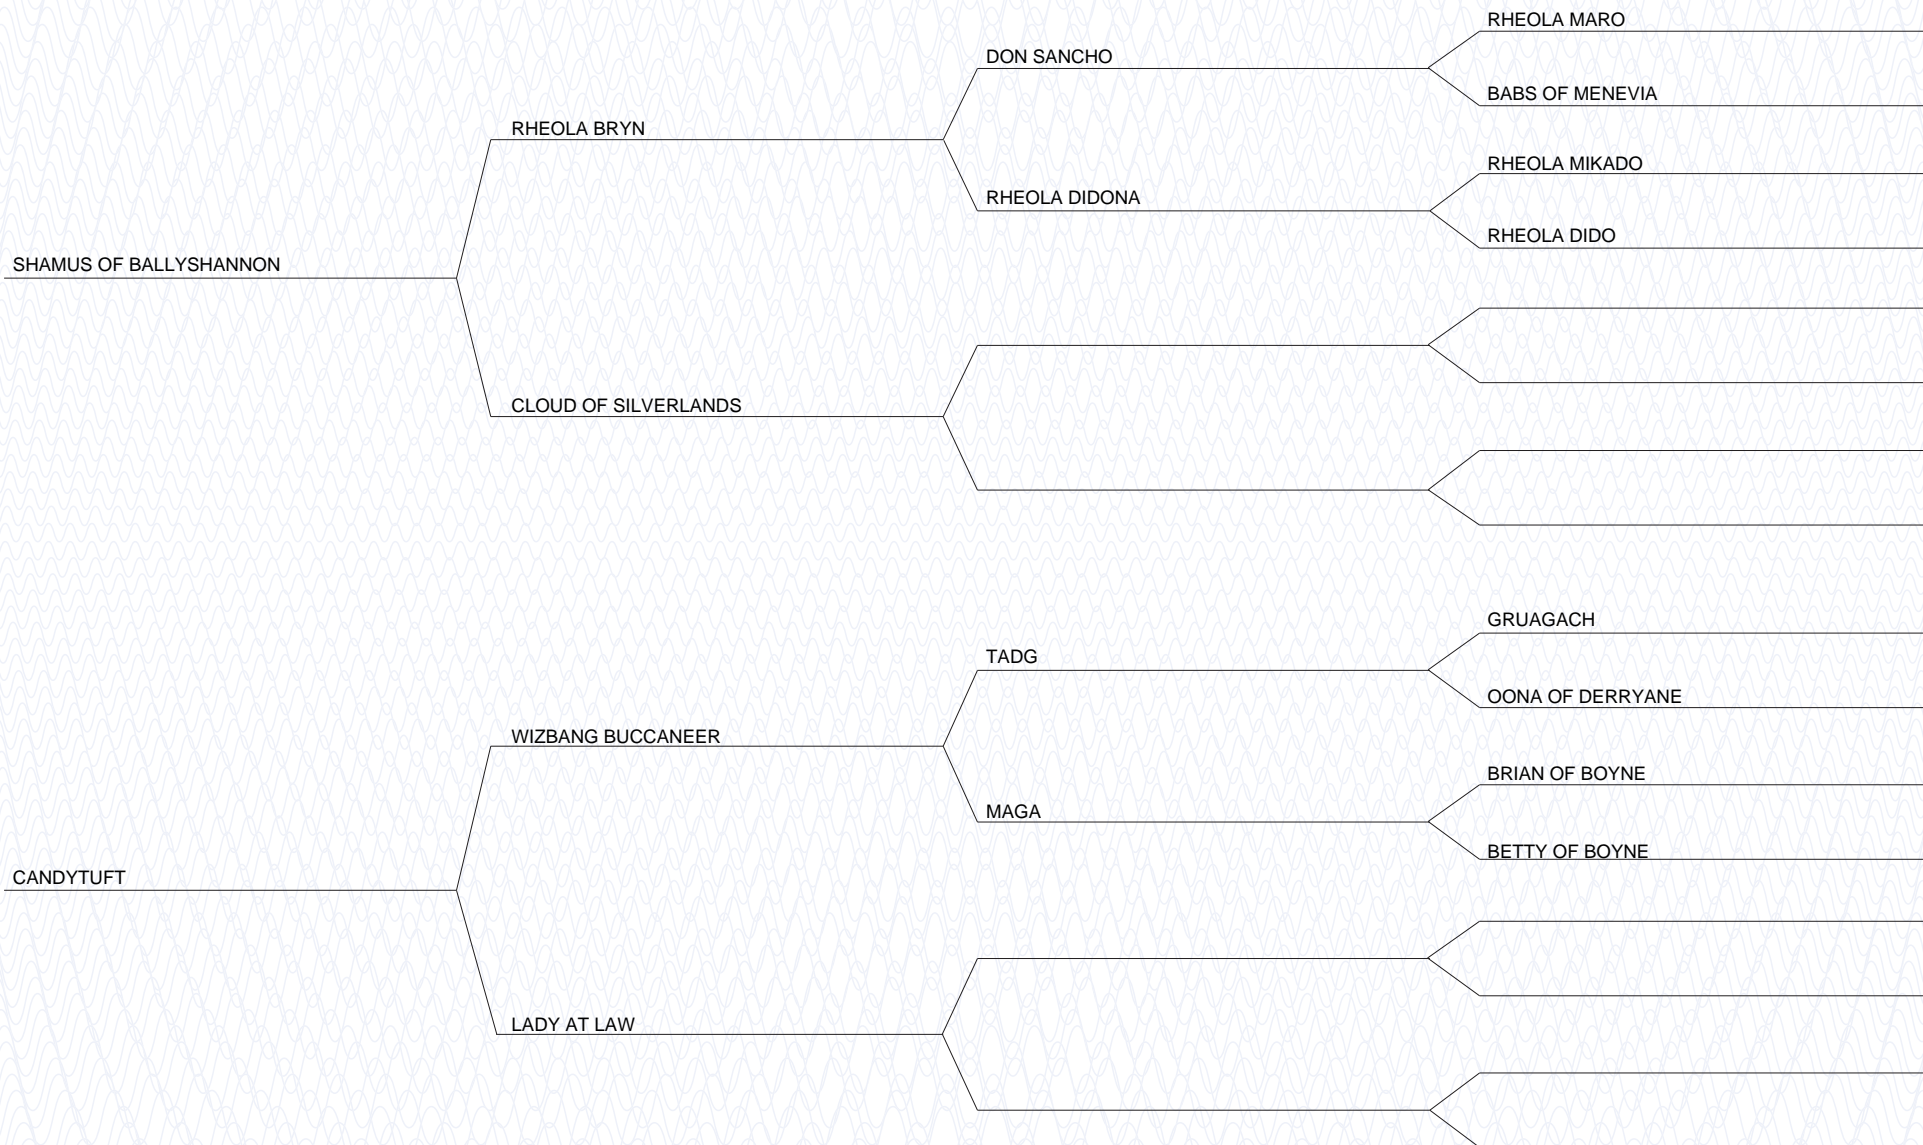 RHEOLA MARO
DON SANCHO
BABS OF MENEVIA
RHEOLA BRYN
RHEOLA MIKADO
RHEOLA DIDONA
RHEOLA DIDO
SHAMUS OF BALLYSHANNON
CLOUD OF SILVERLANDS
GRUAGACH
TADG
OONA OF DERRYANE
WIZBANG BUCCANEER
BRIAN OF BOYNE
MAGA
BETTY OF BOYNE
CANDYTUFT
LADY AT LAW